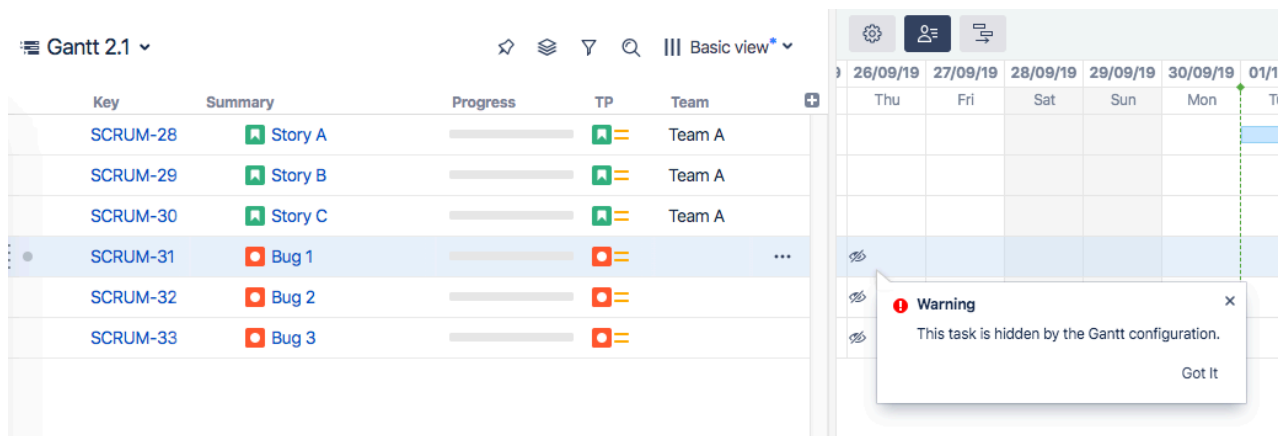 Gantt 2.1
Basic view*
26/09/19 27/09/19 28/09/19 29/09/19 30/09/19 01/1
Key Summary Progress TP Team
Thu Fri Sat Sun Mon
SCRUM-28 Story A Team A
SCRUM-29 Story B Team A
SCRUM-30 Story C Team A
SCRUM-31 Bug 1
SCRUM-32 Bug 2
SCRUM-33 Bug 3
Warning
This task is hidden by the Gantt configuration.
Got It